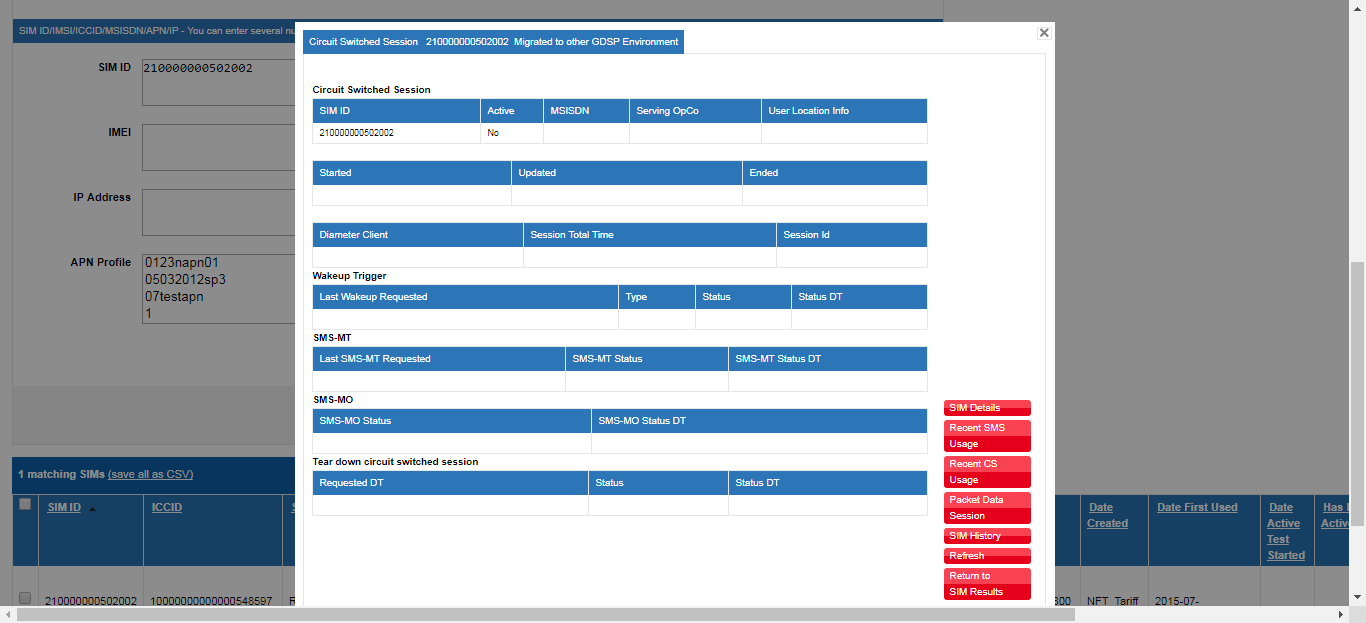 SIM ID/IMSI/ICCID/MSISDN/APN/IP - You can enter several
SIM ID
210000000502002
IMEI
IP Address
APN Profile
0123napn01
05032012sp3
07testapn
1
1 matching SIMs (save all as CSV)
SIM ID ICCID
210000000502002 10000000000000548597
Circuit Switched Session 210000000502002 Migrated to other GDSP Environment
Circuit Switched Session
SIM ID Active MSISDN Serving OpCo User Location Info
210000000502002 No
Started Updated Ended
Diameter Client Session Total Time Session Id
Wakeup Trigger
Last Wakeup Requested Type Status Status DT
SMS-MT
Last SMS-MT Requested SMS-MT Status SMS-MT Status DT
SMS-MO
SMS-MO Status SMS-MO Status DT
Tear down circuit switched session
Requested DT Status Status DT
SIM Details
Recent SMS
Usage
Recent CS
Usage
Packet Data
Session
SIM History
Refresh
Return to
SIM Results
Date
Created
Date First Used
Date
Active
Test
Started
Has
NFT_Tariff 2015-07-